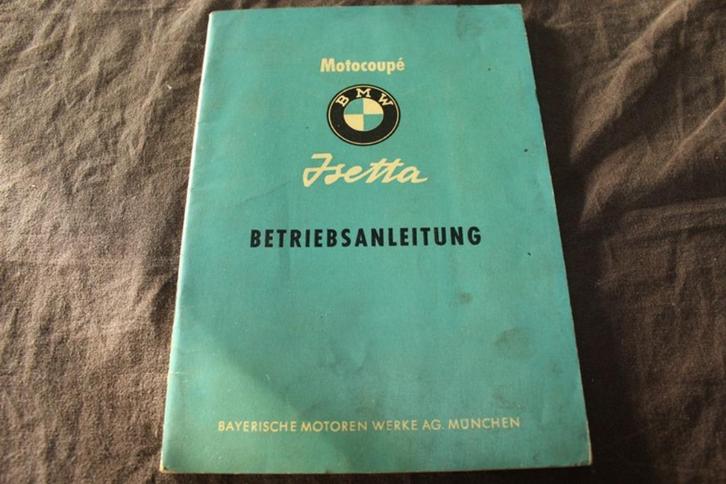 Motocoupé
BMW
Isetta
BETRIEBSANLEITUNG
BAYERISCHE MOTOREN WERKE AG. MÜNCHEN